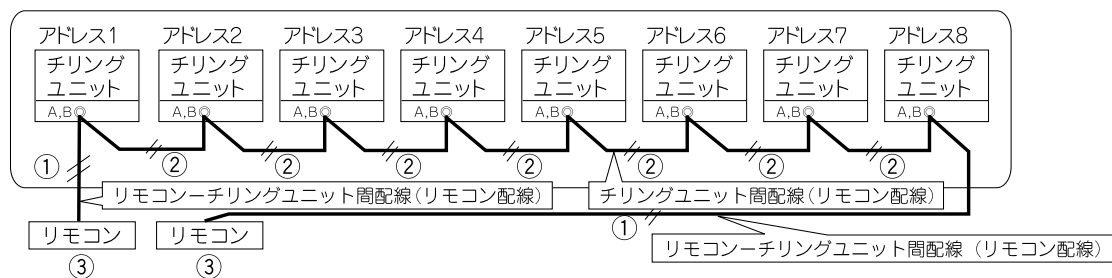 アドレス1 アドレス2 アドレス3 アドレス4 アドレス5 アドレス6 アドレス7 アドレス8
チリング チリング チリング チリング チリング チリング チリング チリング
ユニット ユニット ユニット ユニット ユニット ユニット ユニット ユニット
A,B◎ A,B◎ A,B◎ A,B◎ A,B◎ A,B◎ A,B◎ A,B◎
① ② ② ② ② ② ② ②
リモコンーチリングユニット間配線(リモコン配線) チリングユニット間配線(リモコン配線)
リモコン リモコン ①
リモコンーチリングユニット間配線(リモコン配線)
③ ③